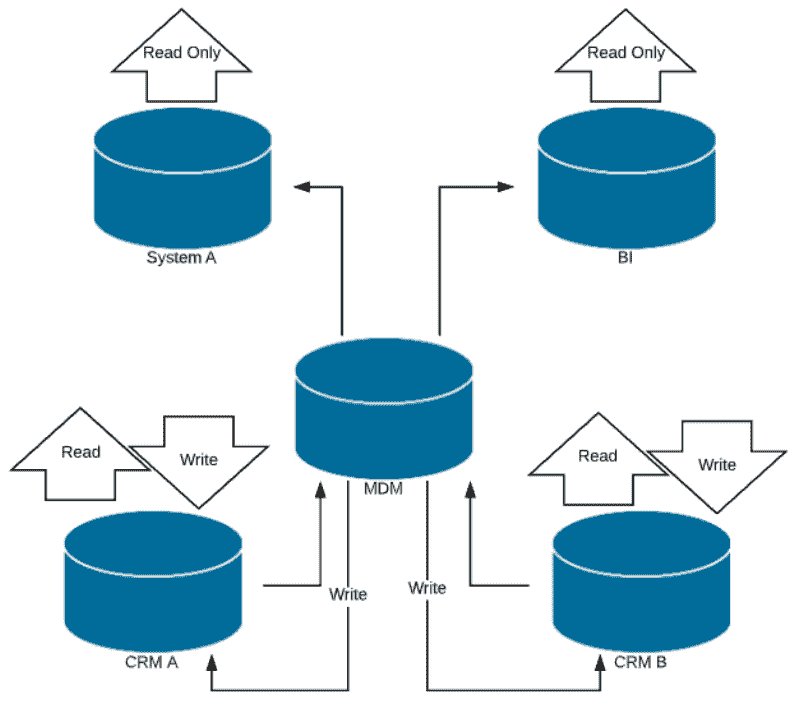 Read Only
Read Only
System A
BI
Read
Write
Read
Write
MDM
Write
Write
CRM A
CRM B